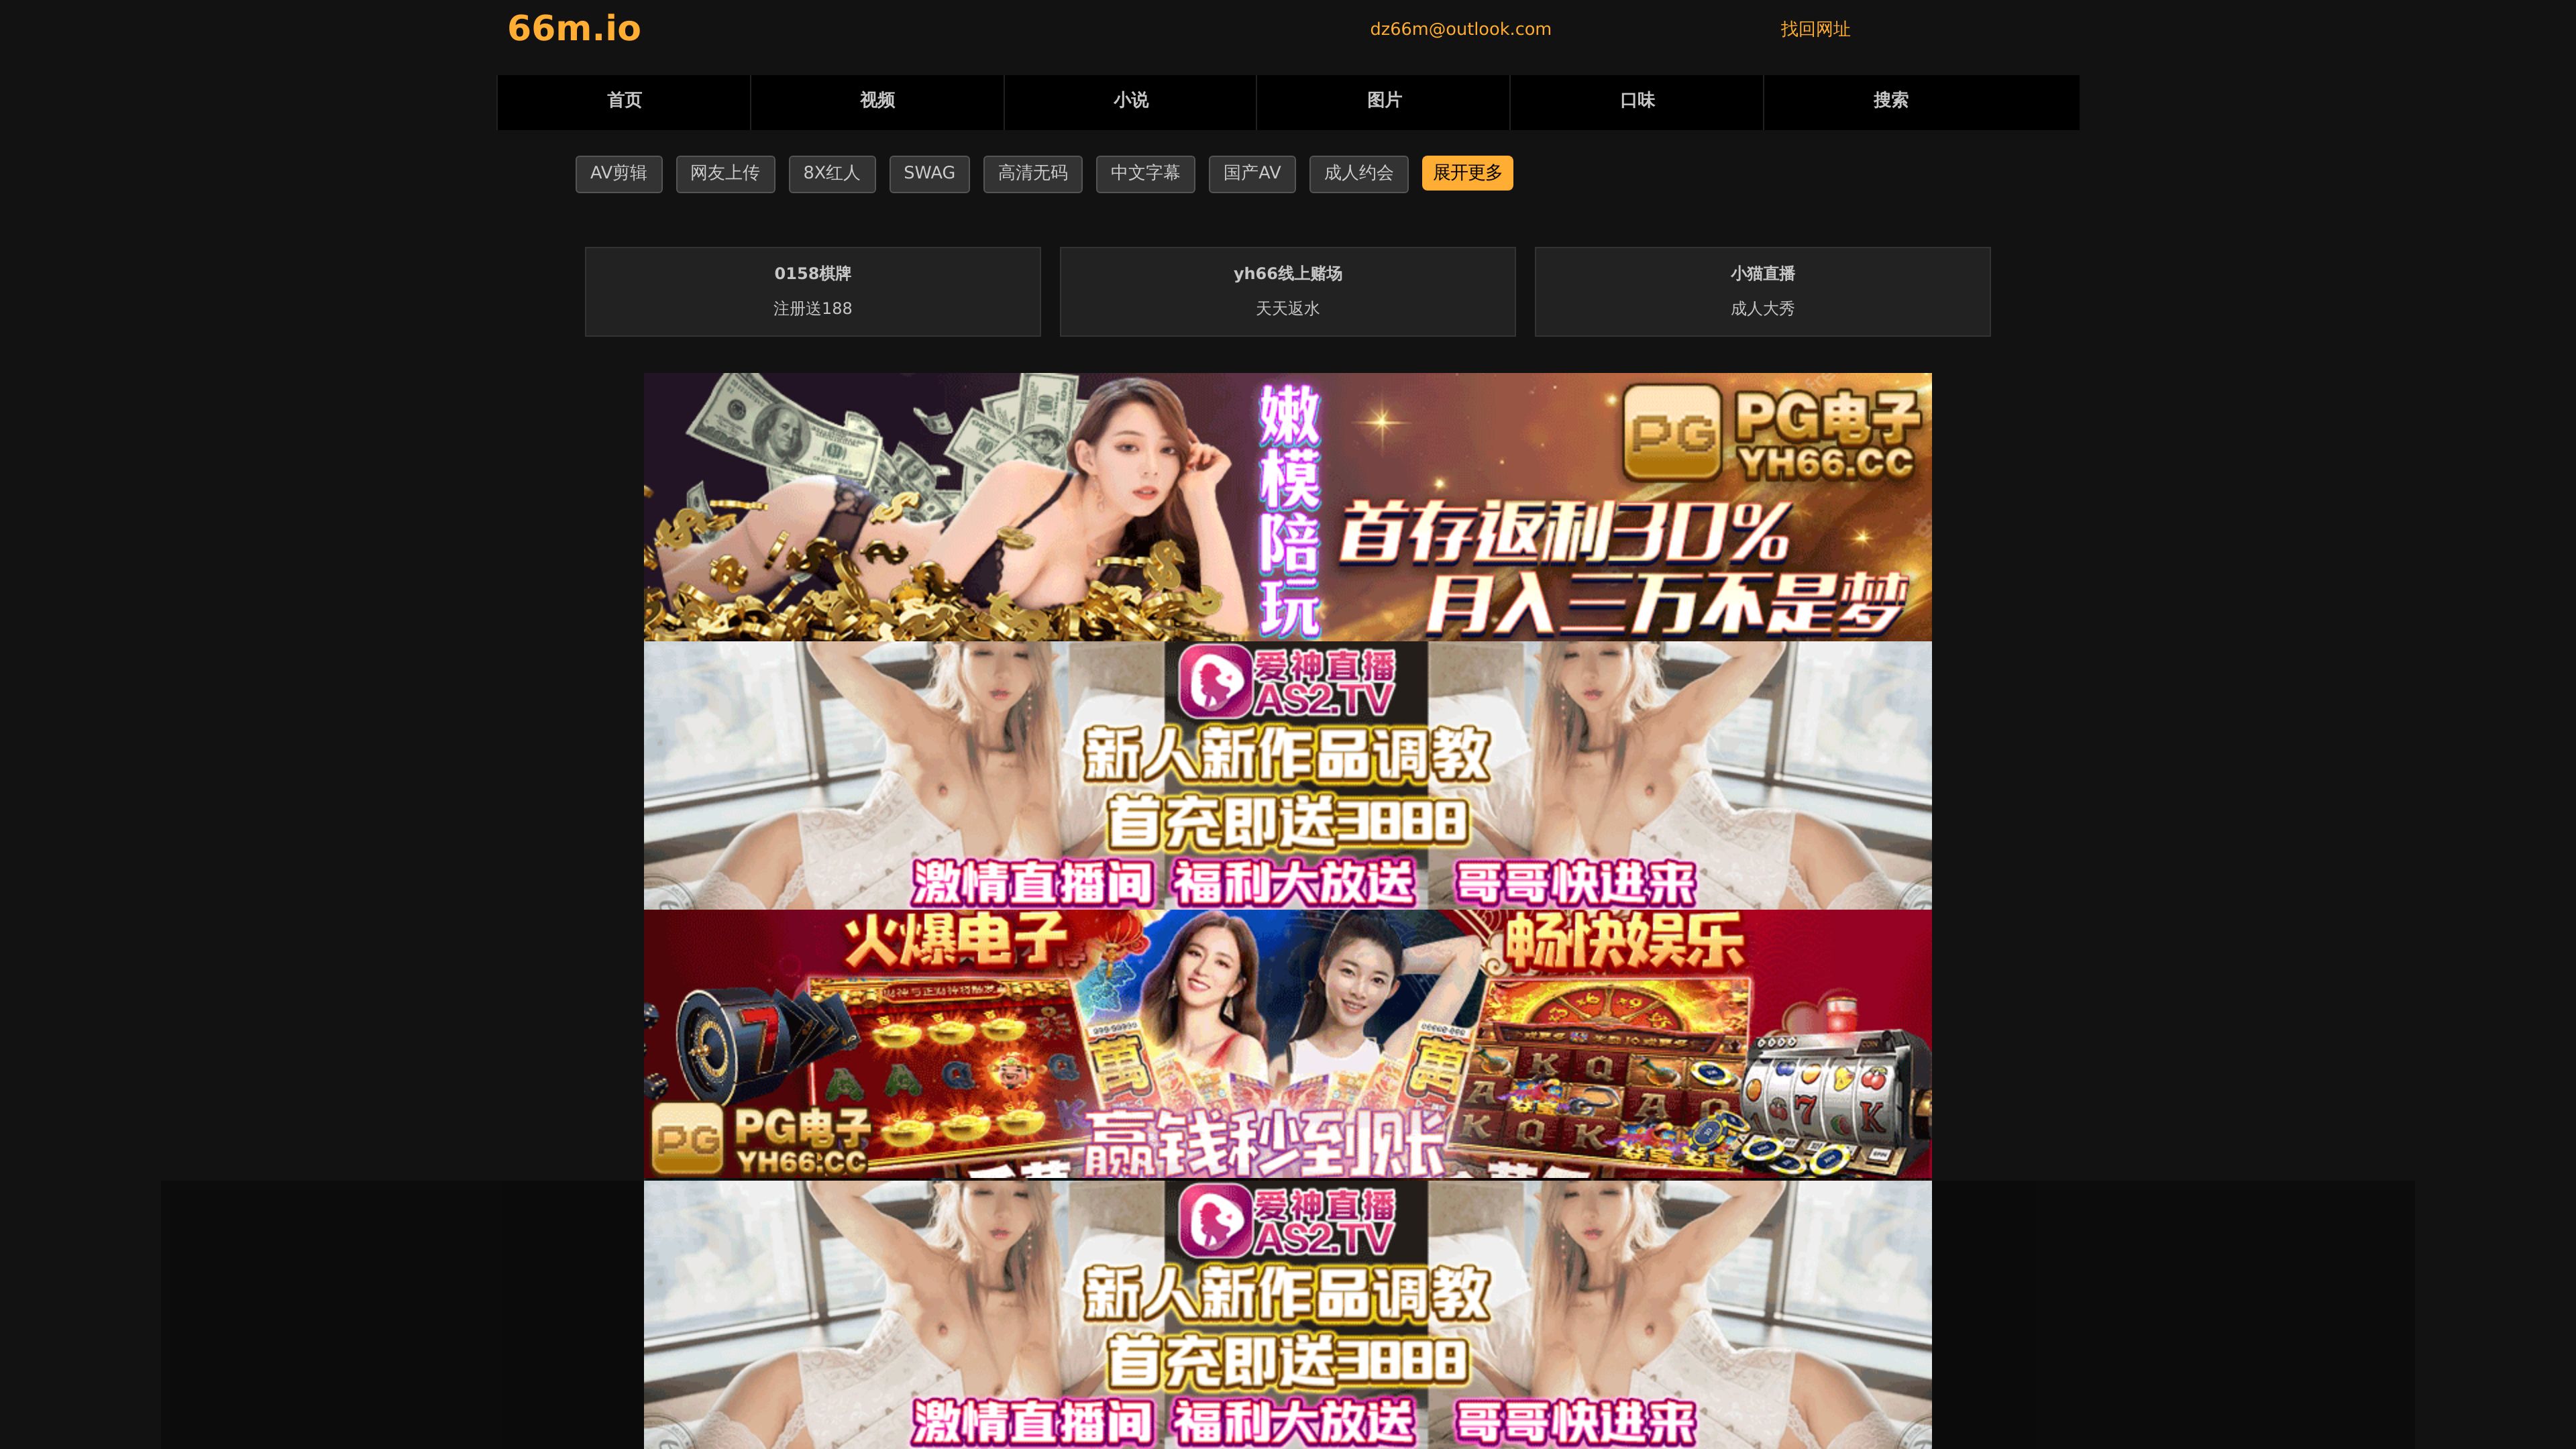 66m.io
dz66m@outlook.com
找回网址
首页
视频
小说
图片
口味
搜索
AV剪辑
网友上传
8X红人
SWAG
高清无码
中文字幕
国产AV
成人约会
展开更多
0158棋牌
注册送188
yh66线上赌场
天天返水
小猫直播
成人大秀
嫩模陪玩
PG
PG电子
YH66.CC
首存返利30%
月入三万不是梦
爱神直播
AS2.TV
新人新作品调教
首充即送3888
激情直播间 福利大放送 哥哥快进来
火爆电子
畅快娱乐
萬
萬
PG
PG电子
YH66.CC
赢钱秒到账
爱神直播
AS2.TV
新人新作品调教
首充即送3888
激情直播间 福利大放送 哥哥快进来